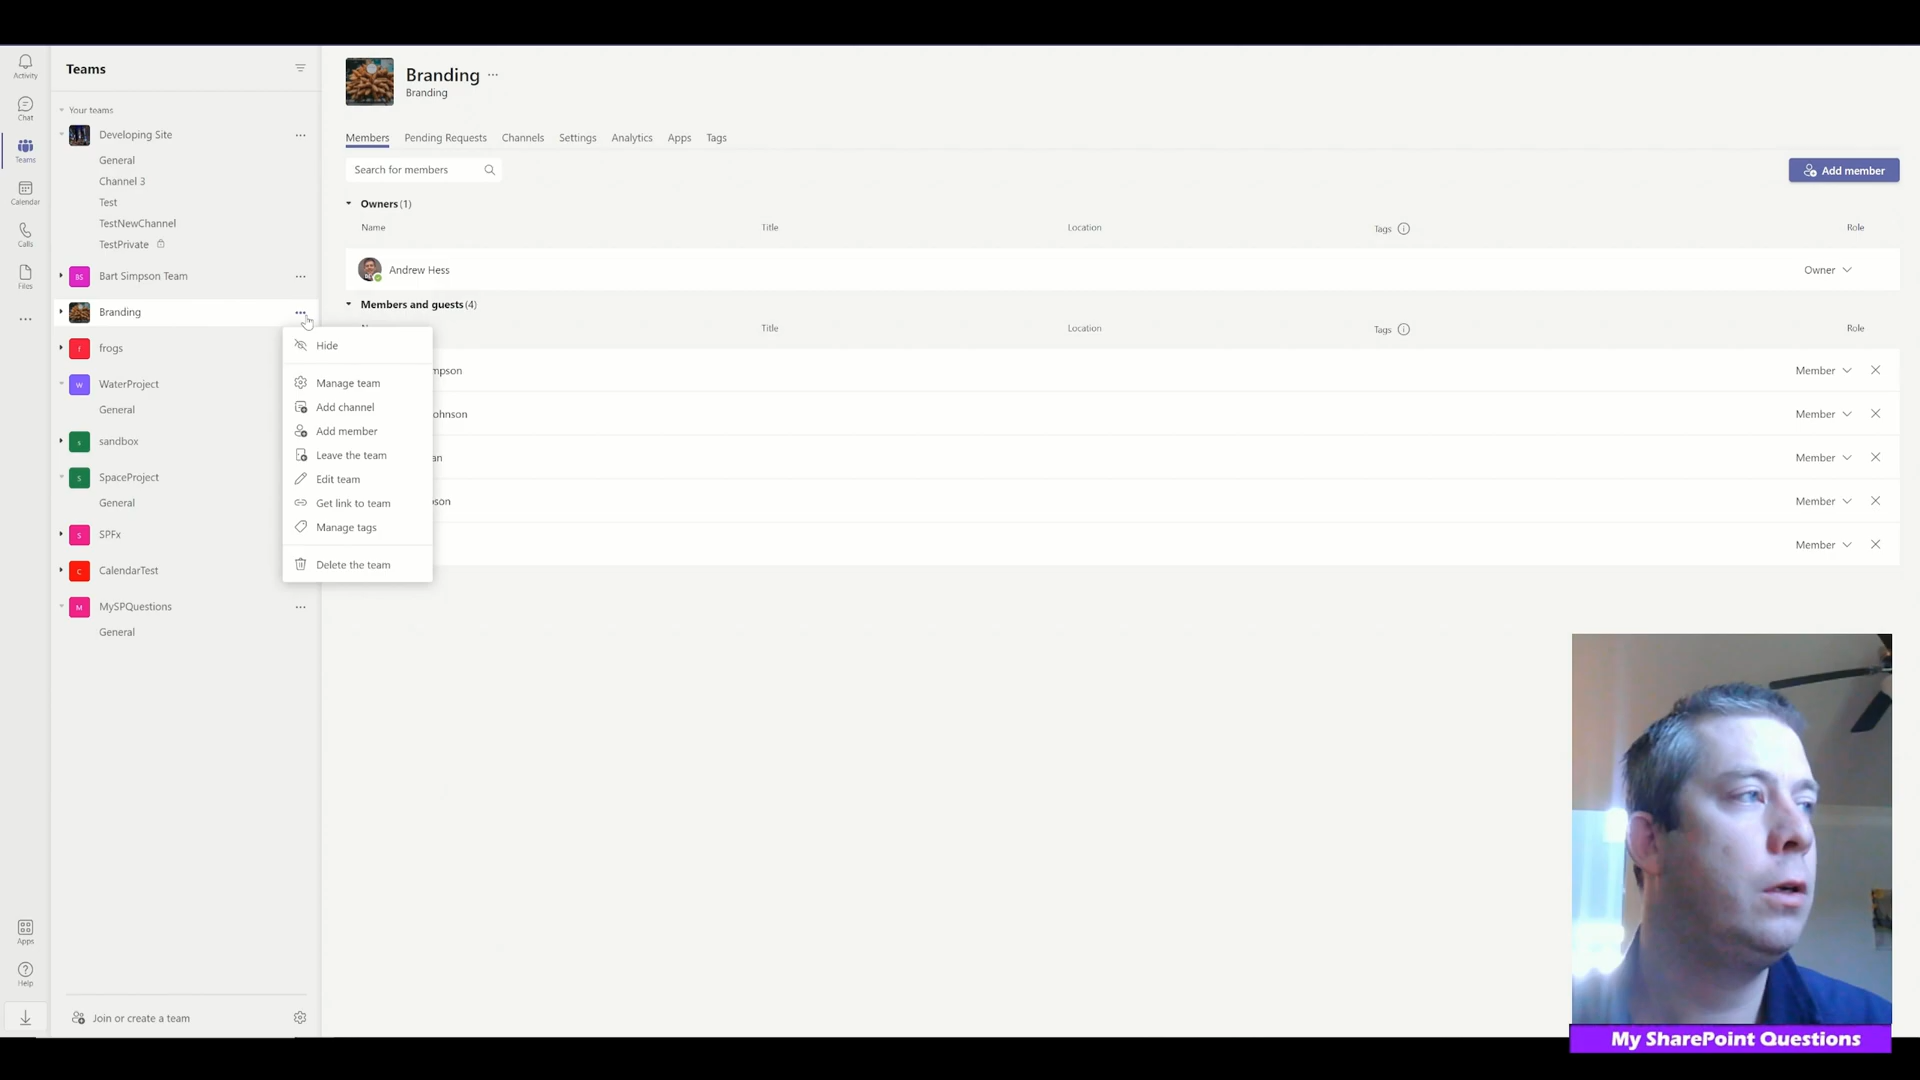 Activity
Chat
Teams
Calendar
Calls
Files
Apps
Help
Teams
Your teams
Developing Site
General
Channel 3
Test
TestNewChannel
TestPrivate
BS Bart Simpson Team
Branding
f frogs
W WaterProject
General
s sandbox
S SpaceProject
General
S SPFx
C CalendarTest
M MySPQuestions
General
Join or create a team
Hide
Manage team
Add channel
Add member
Leave the team
Edit team
Get link to team
Manage tags
Delete the team
Branding
Branding
Members Pending Requests Channels Settings Analytics Apps Tags
Search for members
Add member
Owners (1)
Name Title Location Tags Role
Andrew Hess Owner
Members and guests (4)
Title Location Tags Role
mpson Member
ohnson Member
an Member
son Member
Member
My SharePoint Questions